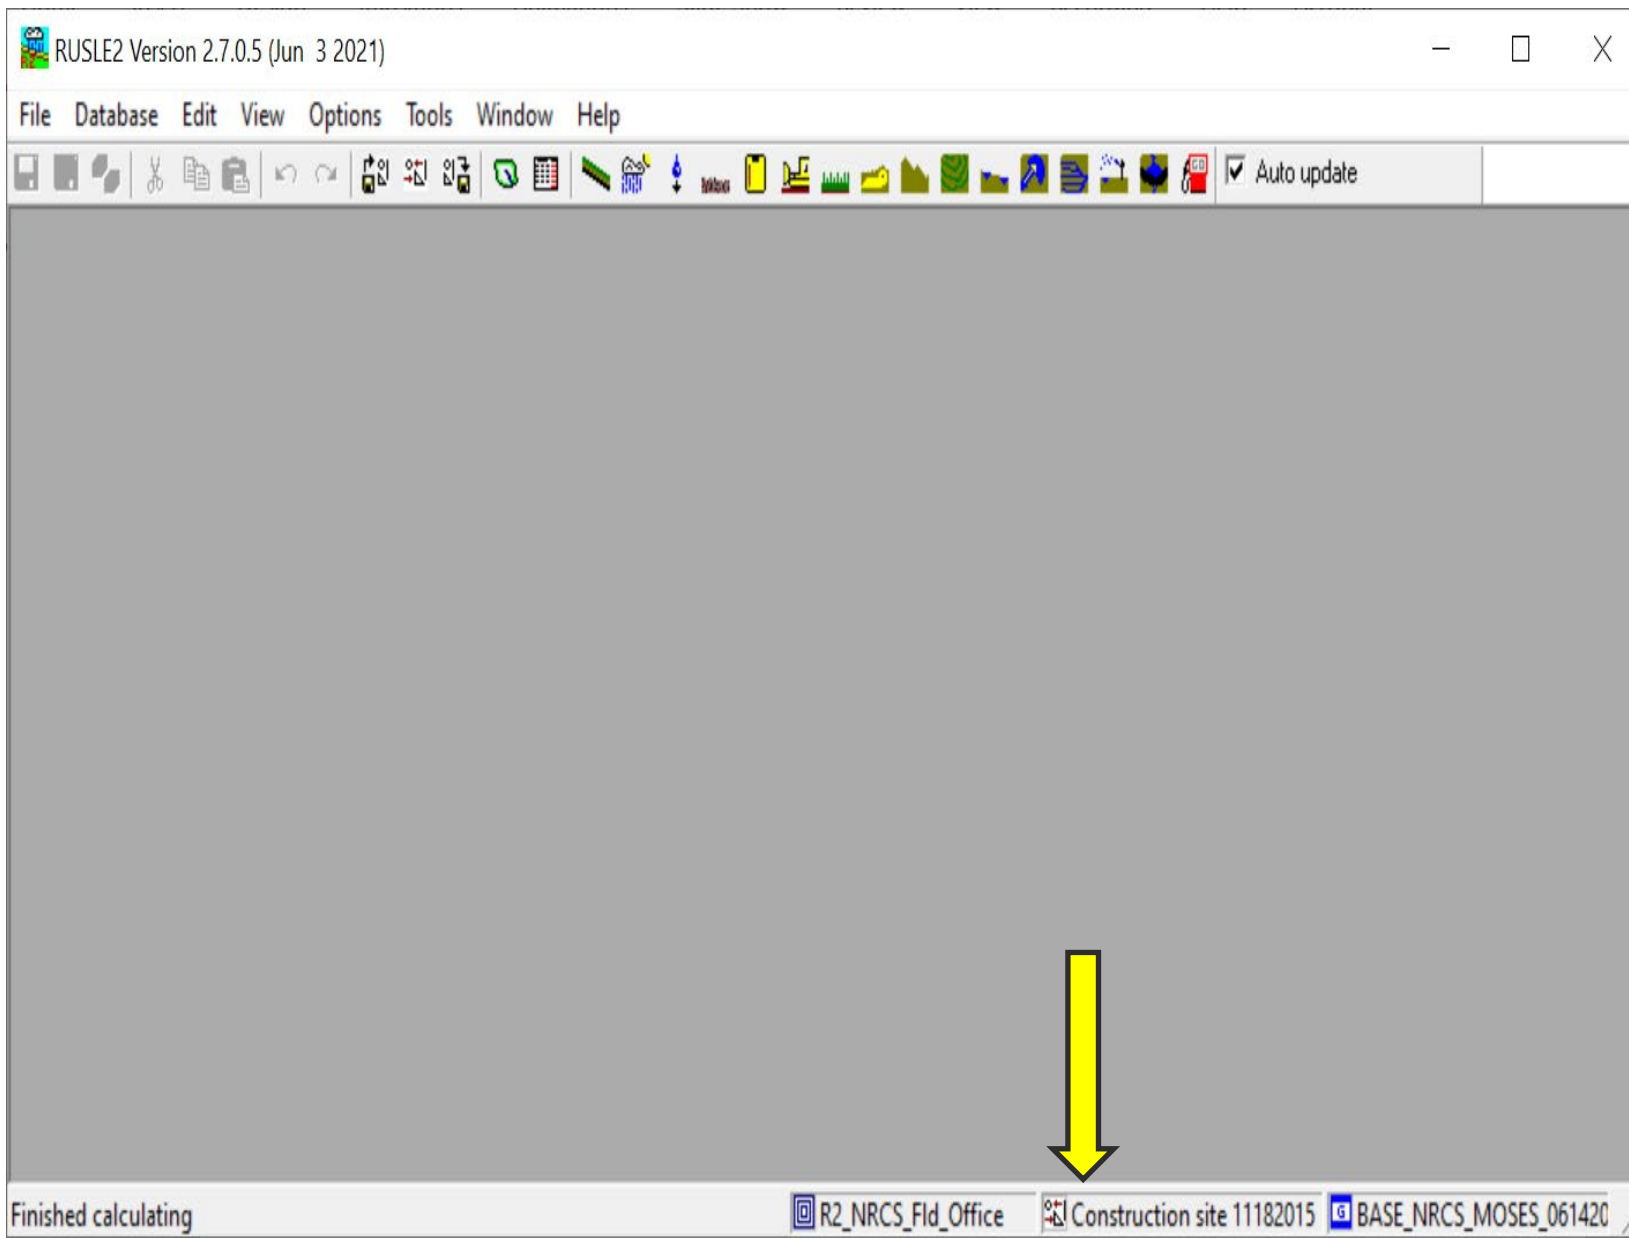 RUSLE2 Version 2.7.0.5 (Jun 3 2021)
File Database Edit View Options Tools Window Help
Auto update
Finished calculating R2_NRCS_Fld_Office Construction site 11182015 G BASE_NRCS_MOSES_061420